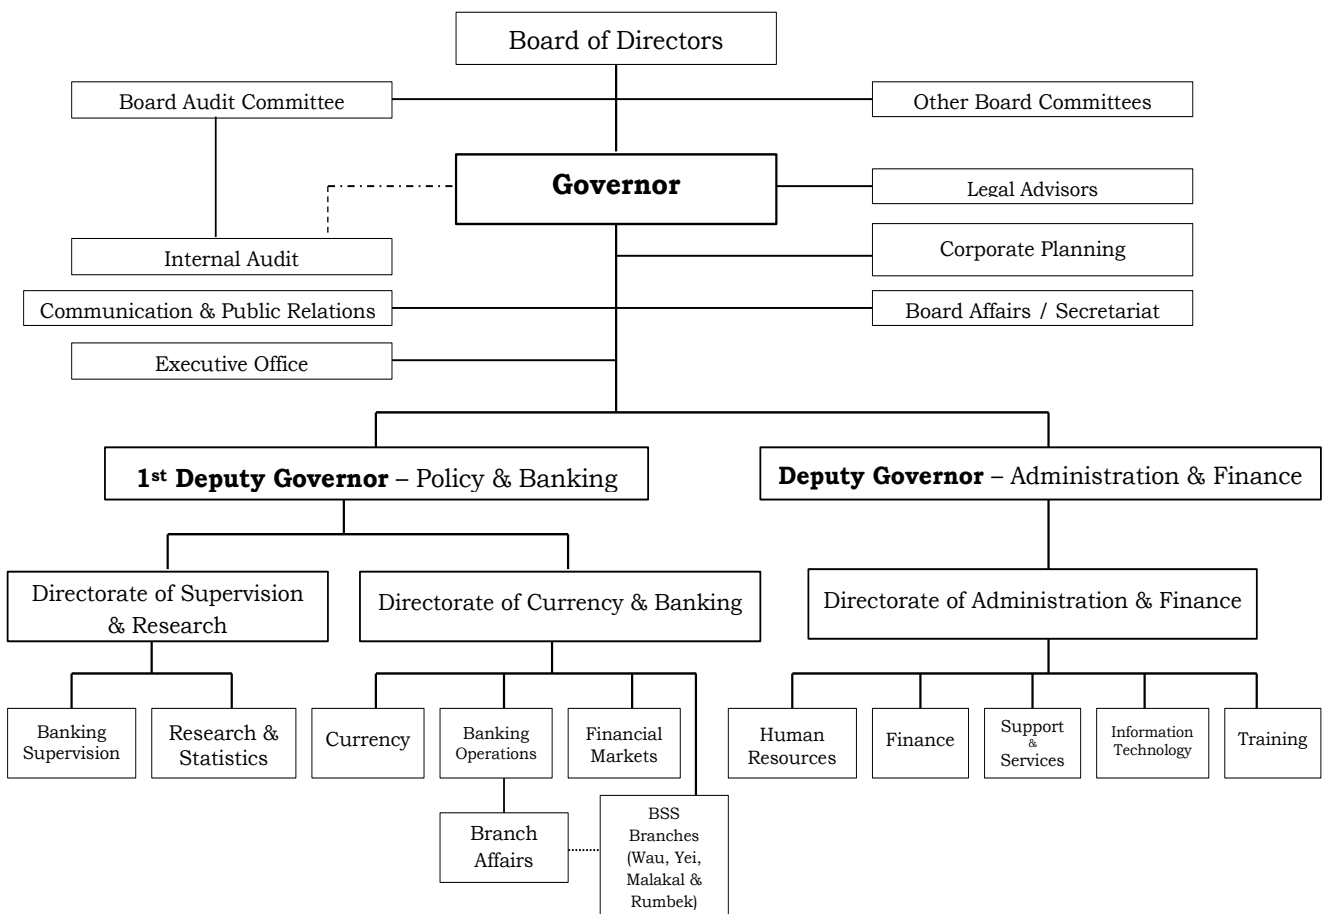 Board of Directors
Board Audit Committee
Other Board Committees
Governor
Legal Advisors
Internal Audit
Corporate Planning
Communication & Public Relations
Board Affairs / Secretariat
Executive Office
1st Deputy Governor – Policy & Banking
Deputy Governor – Administration & Finance
Directorate of Supervision
& Research
Directorate of Currency & Banking
Directorate of Administration & Finance
Banking
Supervision
Research &
Statistics
Currency
Banking
Operations
Financial
Markets
Human
Resources
Finance
Support
&
Services
Information
Technology
Training
Branch
Affairs
BSS
Branches
(Wau, Yei,
Malakal &
Rumbek)